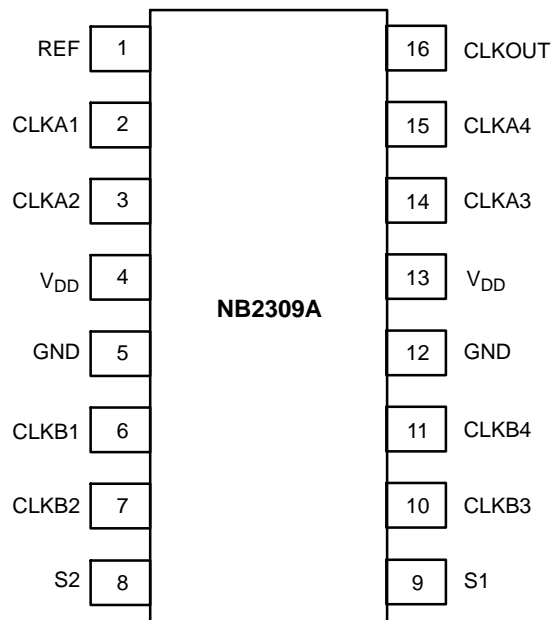 REF 1 16 CLKOUT
CLKA1 2 15 CLKA4
CLKA2 3 14 CLKA3
VDD 4 13 VDD
NB2309A
GND 5 12 GND
CLKB1 6 11 CLKB4
CLKB2 7 10 CLKB3
S2 8 9 S1